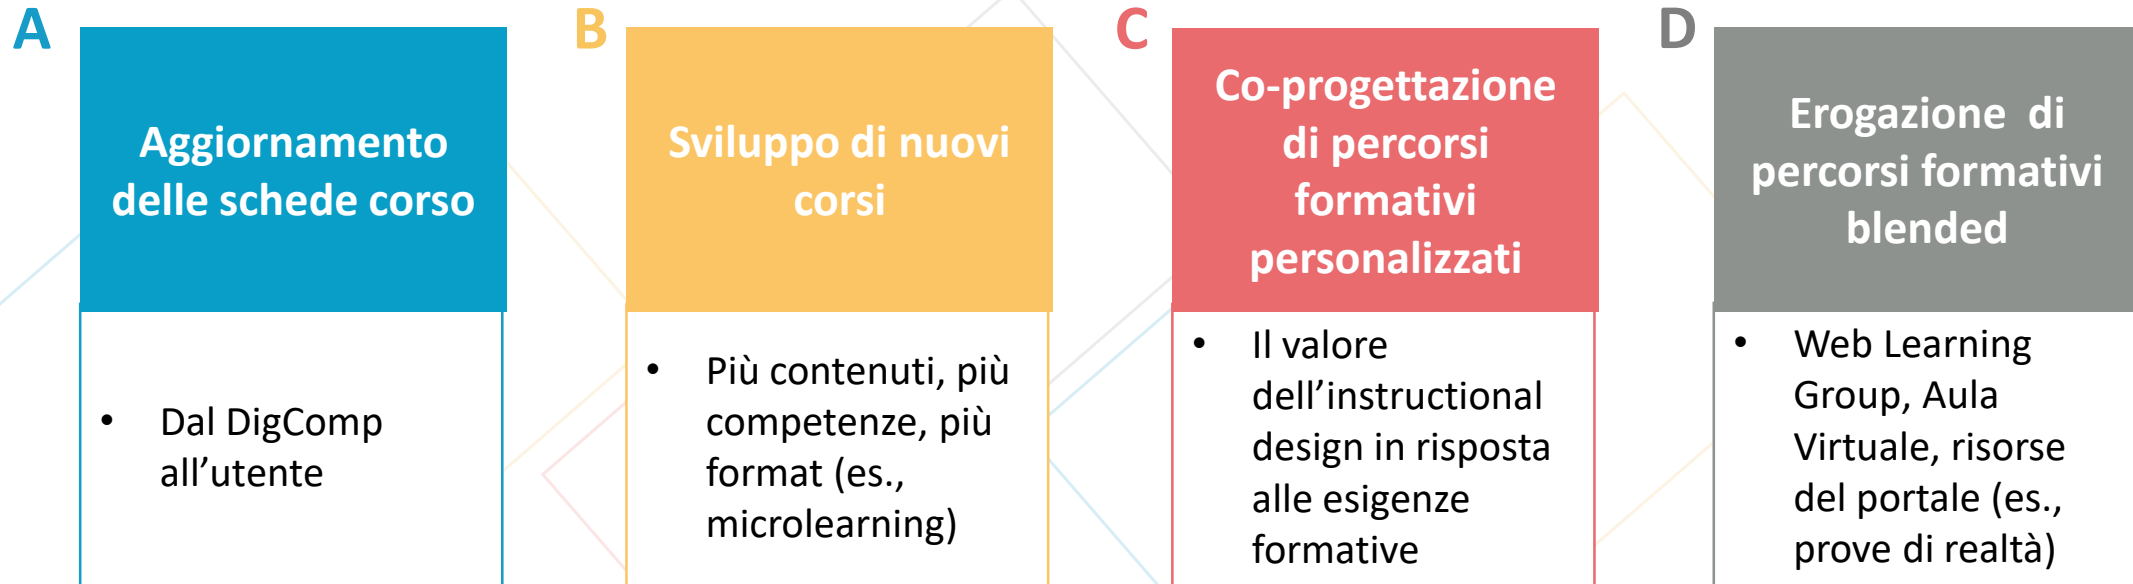 A
Aggiornamento
delle schede corso
• Dal DigComp
all’utente
B
Sviluppo di nuovi
corsi
• Più contenuti, più
competenze, più
format (es.,
microlearning)
C
Co-progettazione
di percorsi
formativi
personalizzati
• Il valore
dell’instructional
design in risposta
alle esigenze
formative
D
Erogazione di
percorsi formativi
blended
• Web Learning
Group, Aula
Virtuale, risorse
del portale (es.,
prove di realtà)